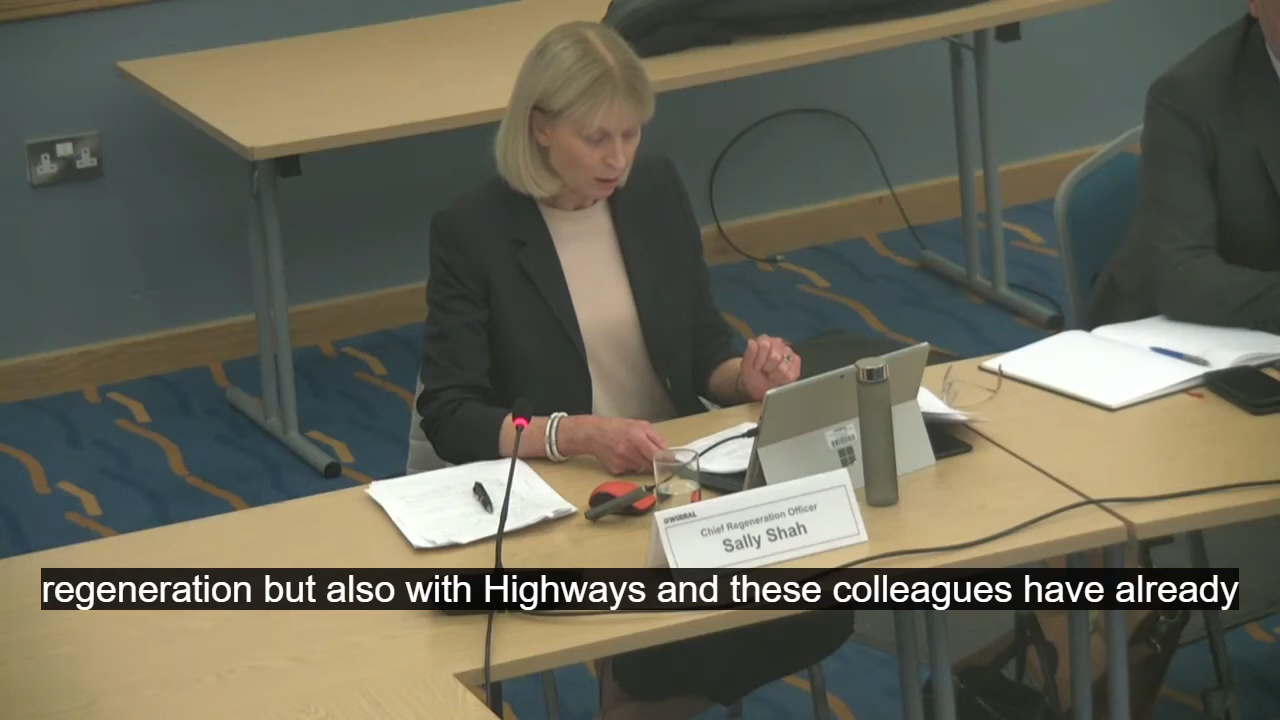 WIRRAL
Chief Regeneration Officer
Sally Shah
regeneration but also with Highways and these colleagues have already